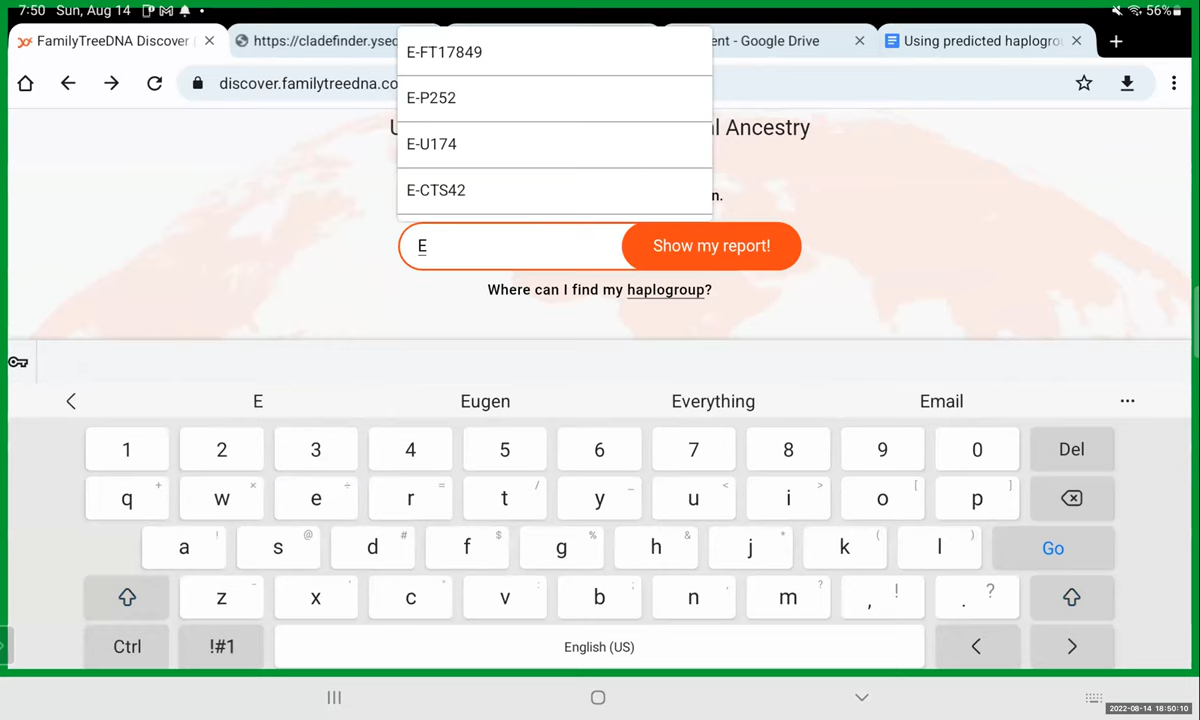 7:50 Sun, Aug 14 56%
FamilyTreeDNA Discover
https://cladefinder.yseq
ent - Google Drive
Using predicted haplogro
discover.familytreedna.co
E-FT17849
E-P252
E-U174
E-CTS42
l Ancestry
n.
E
Show my report!
Where can I find my haplogroup?
E Eugen Everything Email ...
1 2 3 4 5 6 7 8 9 0 Del
q + w × e ÷ r = t / y _ u < i > o [ p ]
a ! s @ d # f $ g % h & j * k ( l ) Go
z - x ' c " v : b ; n , m ? , ! . ?
Ctrl !#1 English (US) < >
2022-08-14 18:50:10